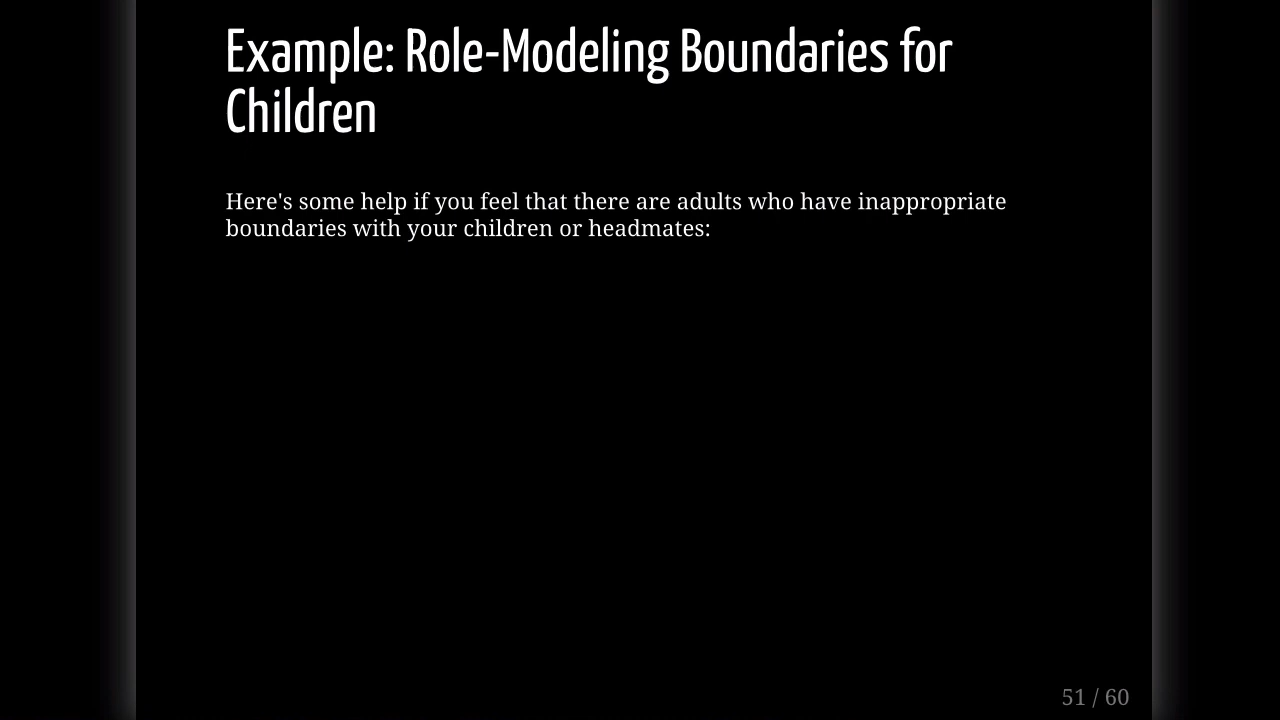 Example: Role-Modeling Boundaries for
Children
Here's some help if you feel that there are adults who have inappropriate
boundaries with your children or headmates:
51 / 60